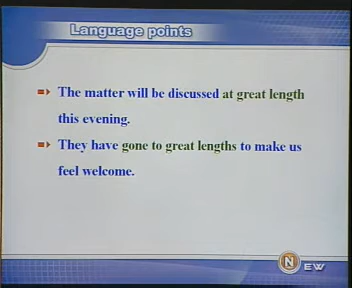 Language points
The matter will be discussed at great length
this evening.
They have gone to great lengths to make us
feel welcome.
NEW